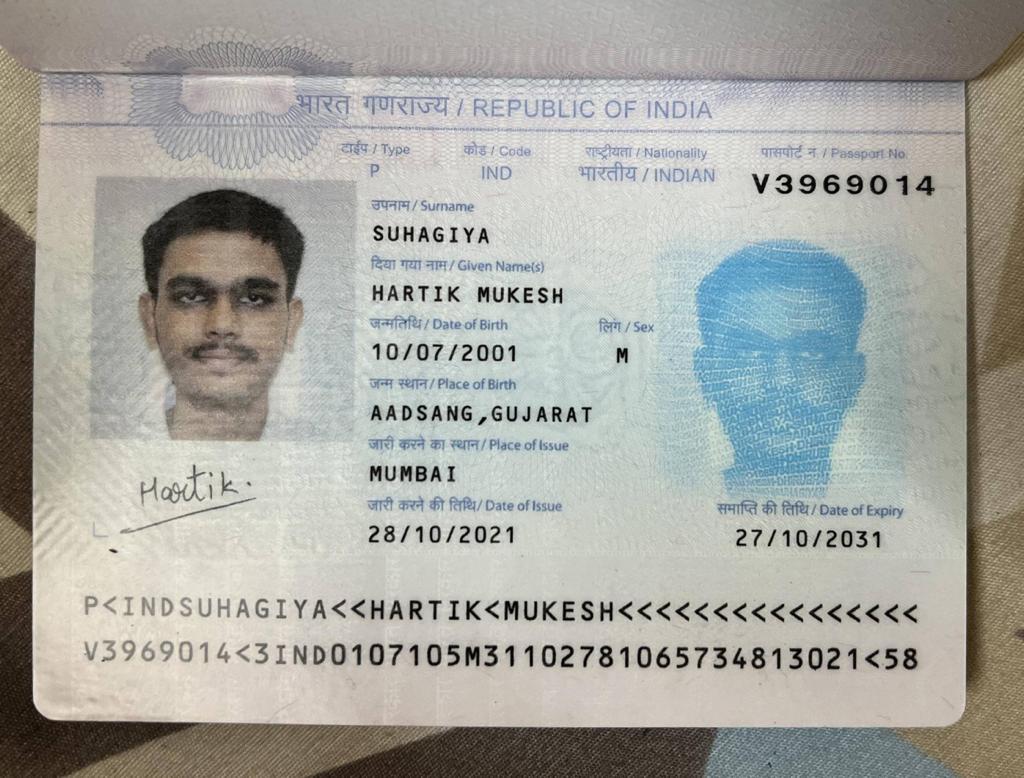 भारत गणराज्य / REPUBLIC OF INDIA
टाईप / Type कोड / Code राष्ट्रीयता / Nationality पासपोर्ट न / Passport No.
P IND भारतीय / INDIAN V3969014
उपनाम / Surname
SUHAGIYA
दिया गया नाम / Given Name(s)
HARTIK MUKESH
जन्मतिथि / Date of Birth लिंग / Sex
10/07/2001 M
जन्म स्थान / Place of Birth
AADSANG,GUJARAT
जारी करने का स्थान / Place of Issue
MUMBAI
जारी करने की तिथि / Date of Issue समाप्ति की तिथि / Date of Expiry
28/10/2021 27/10/2031
Hartik.
P<INDSUHAGIYA<<HARTIK<MUKESH<<<<<<<<<<<<<<<<
V3969014<3IND0107105M31102781065734813021<58